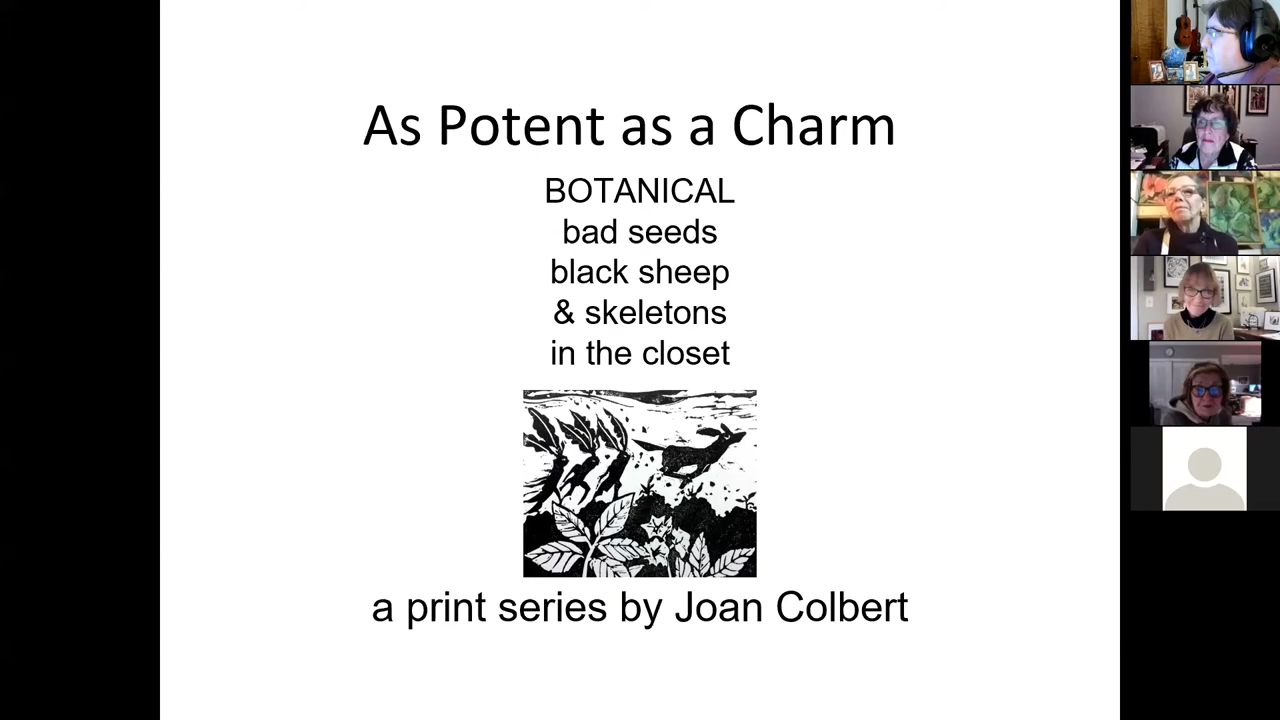 As Potent as a Charm
BOTANICAL
bad seeds
black sheep
& skeletons
in the closet
a print series by Joan Colbert